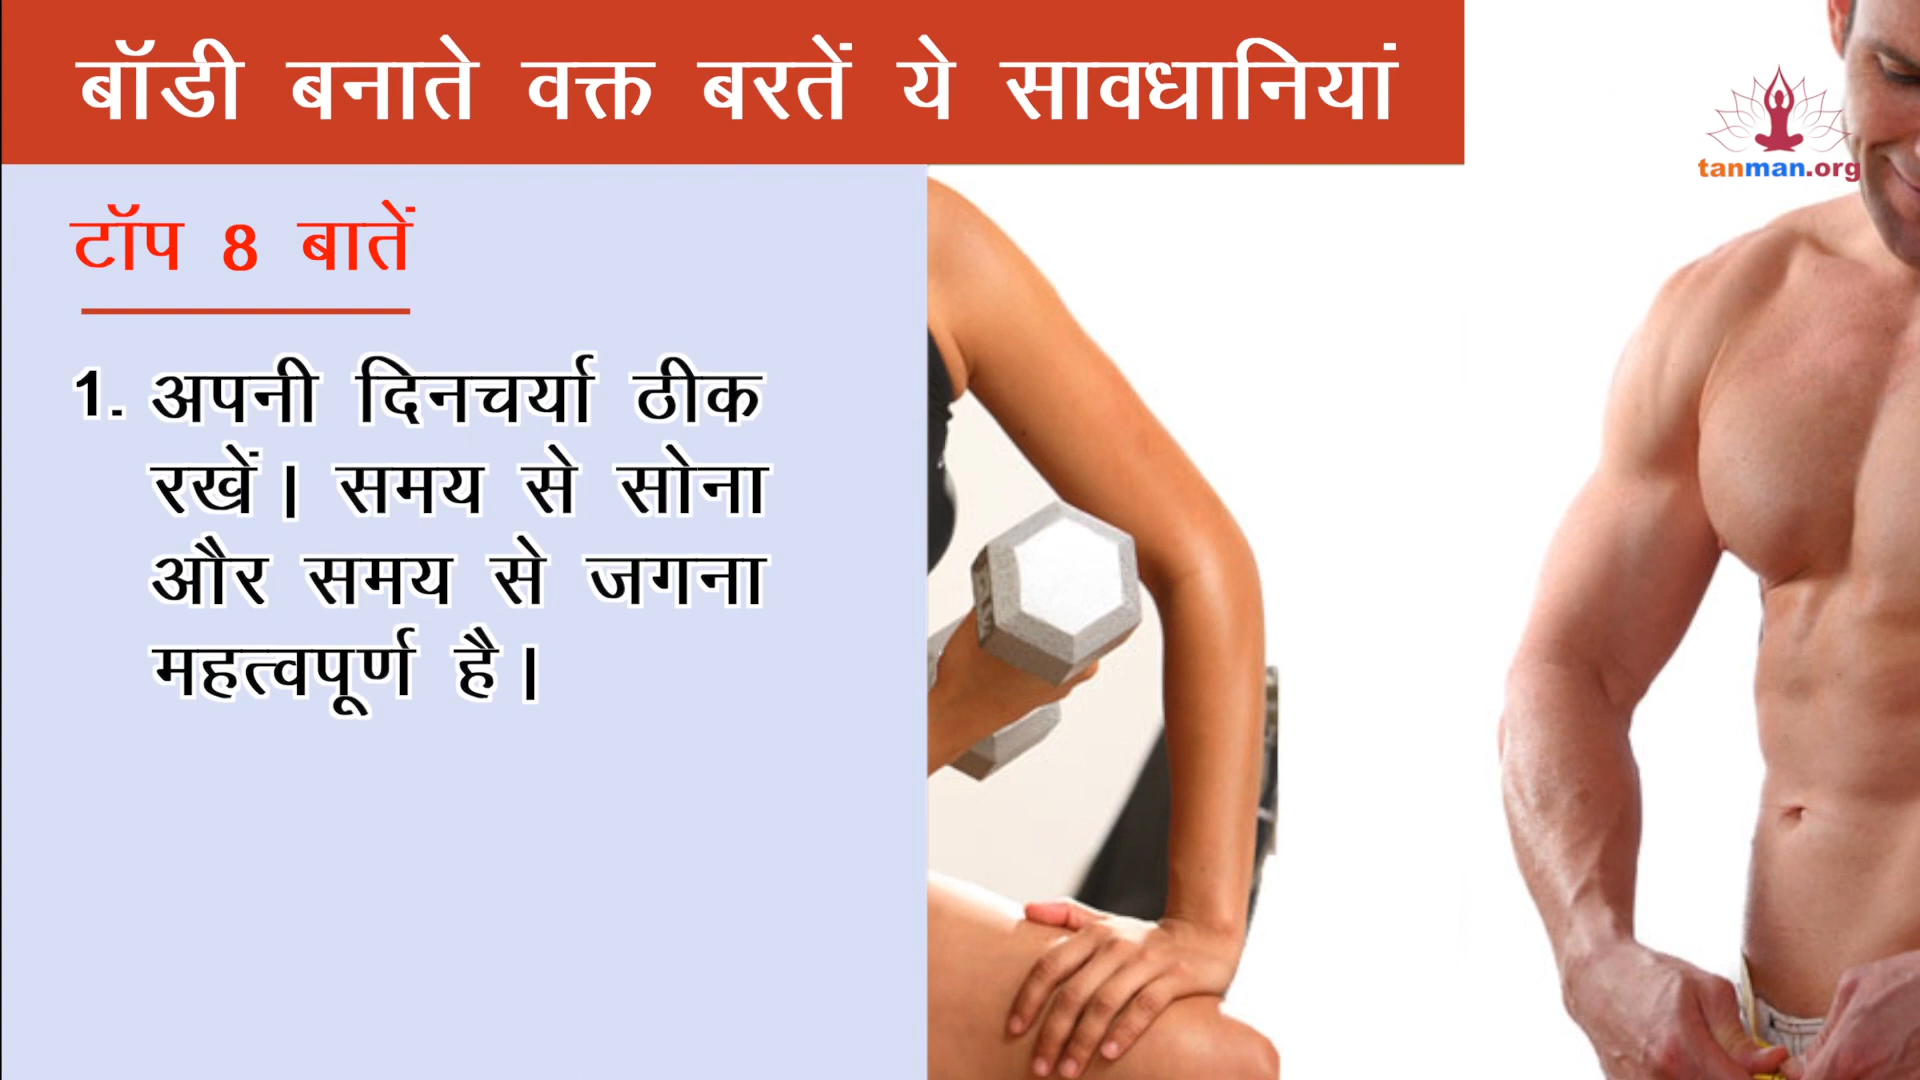 बॉडी बनाते वक्त बरतें ये सावधानियां
tanman.org
टॉप 8 बातें
1. अपनी दिनचर्या ठीक
रखें। समय से सोना
और समय से जगना
महत्वपूर्ण है।